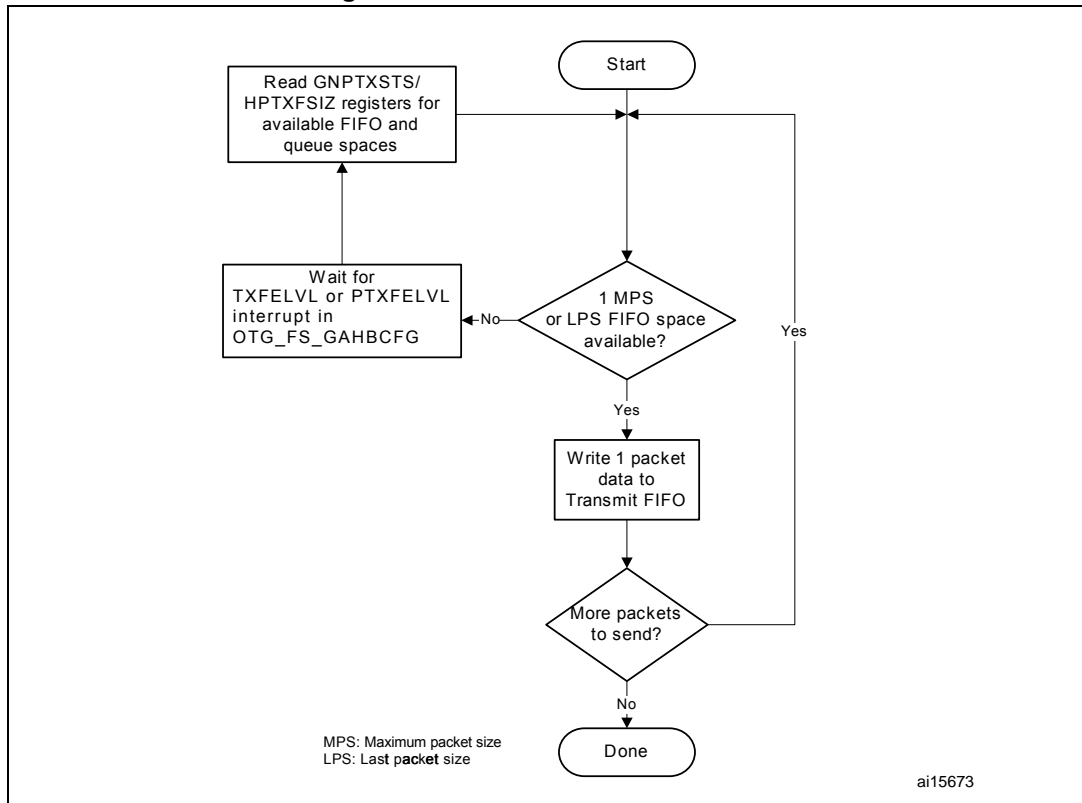 Start
Read GNPTXSTS/
HPTXFSIZ registers for
available FIFO and
queue spaces
Wait for
TXFELVL or PTXFELVL
interrupt in
OTG_FS_GAHBCFG
No
1 MPS
or LPS FIFO space
available?
Yes
Yes
Write 1 packet
data to
Transmit FIFO
More packets
to send?
No
Done
MPS: Maximum packet size
LPS: Last packet size
ai15673